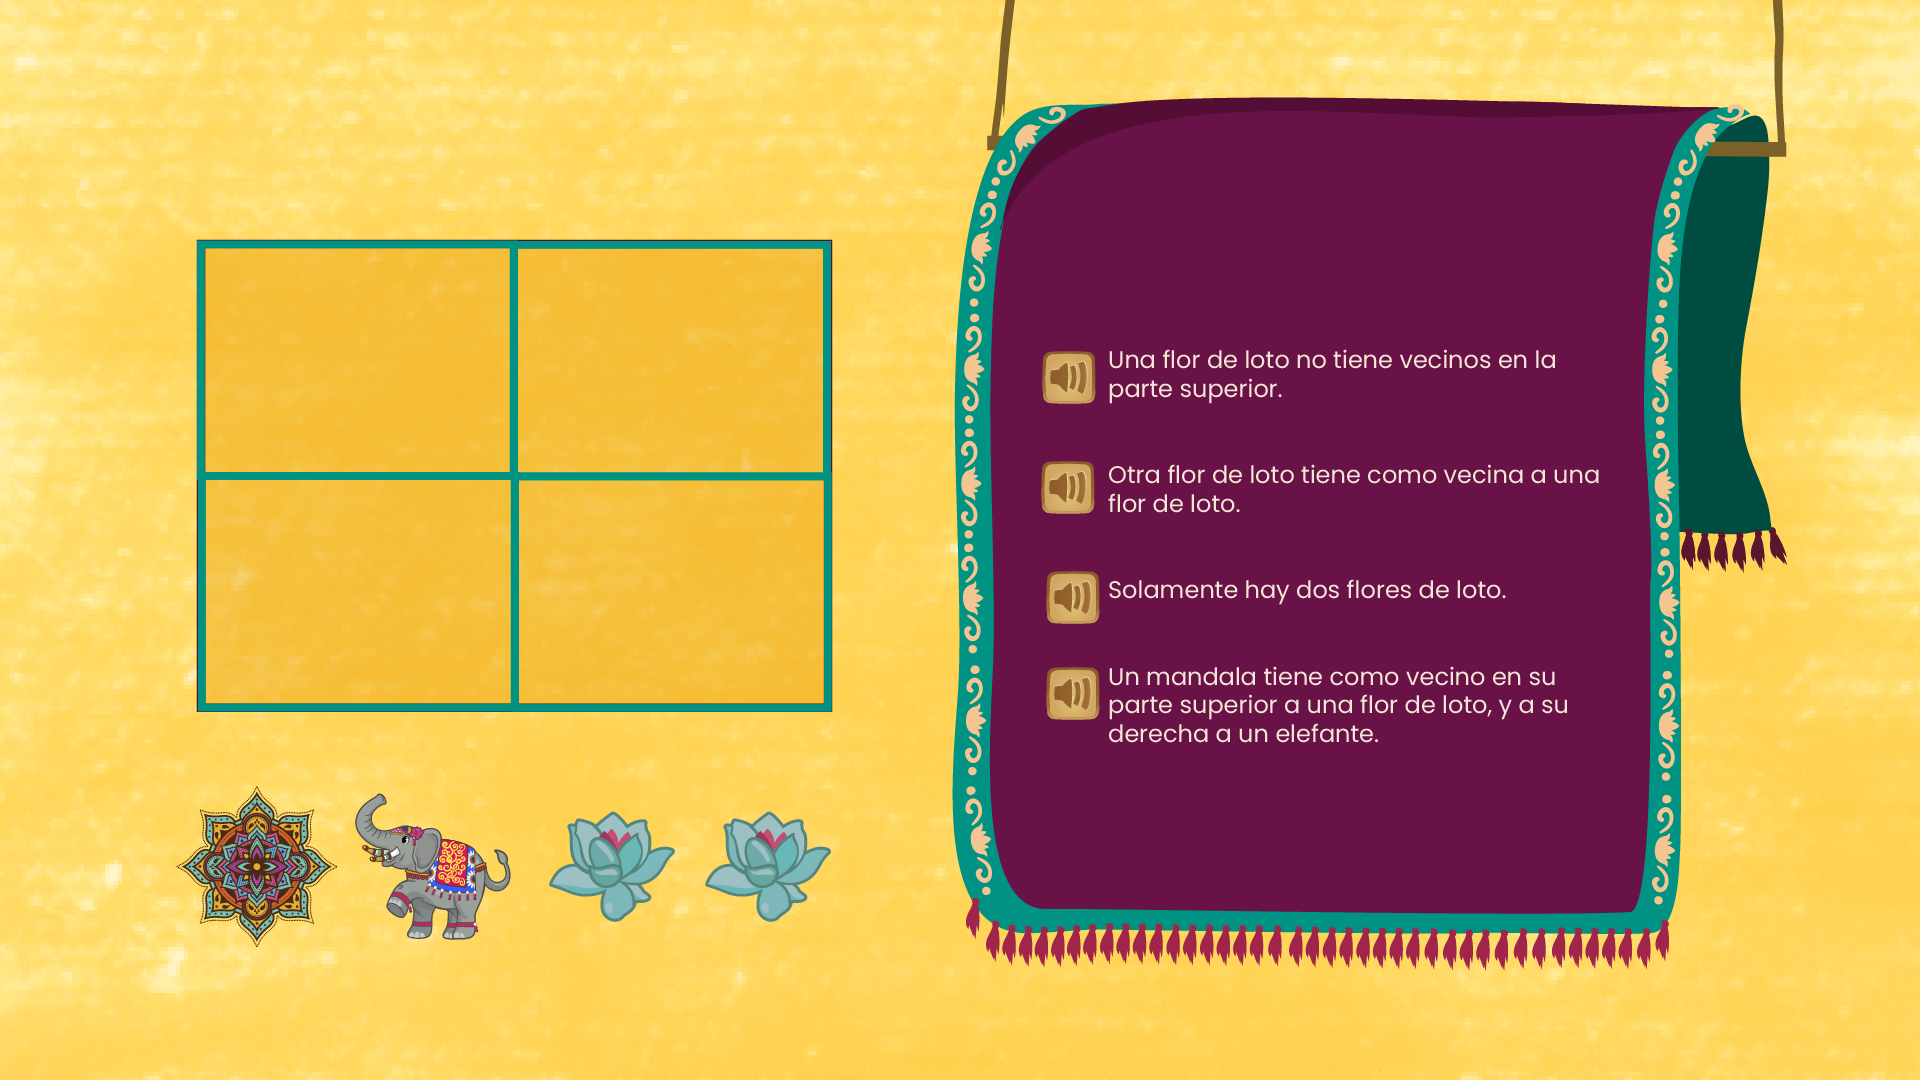 Una flor de loto no tiene vecinos en la
parte superior.
Otra flor de loto tiene como vecina a una
flor de loto.
Solamente hay dos flores de loto.
Un mandala tiene como vecino en su
parte superior a una flor de loto, y a su
derecha a un elefante.